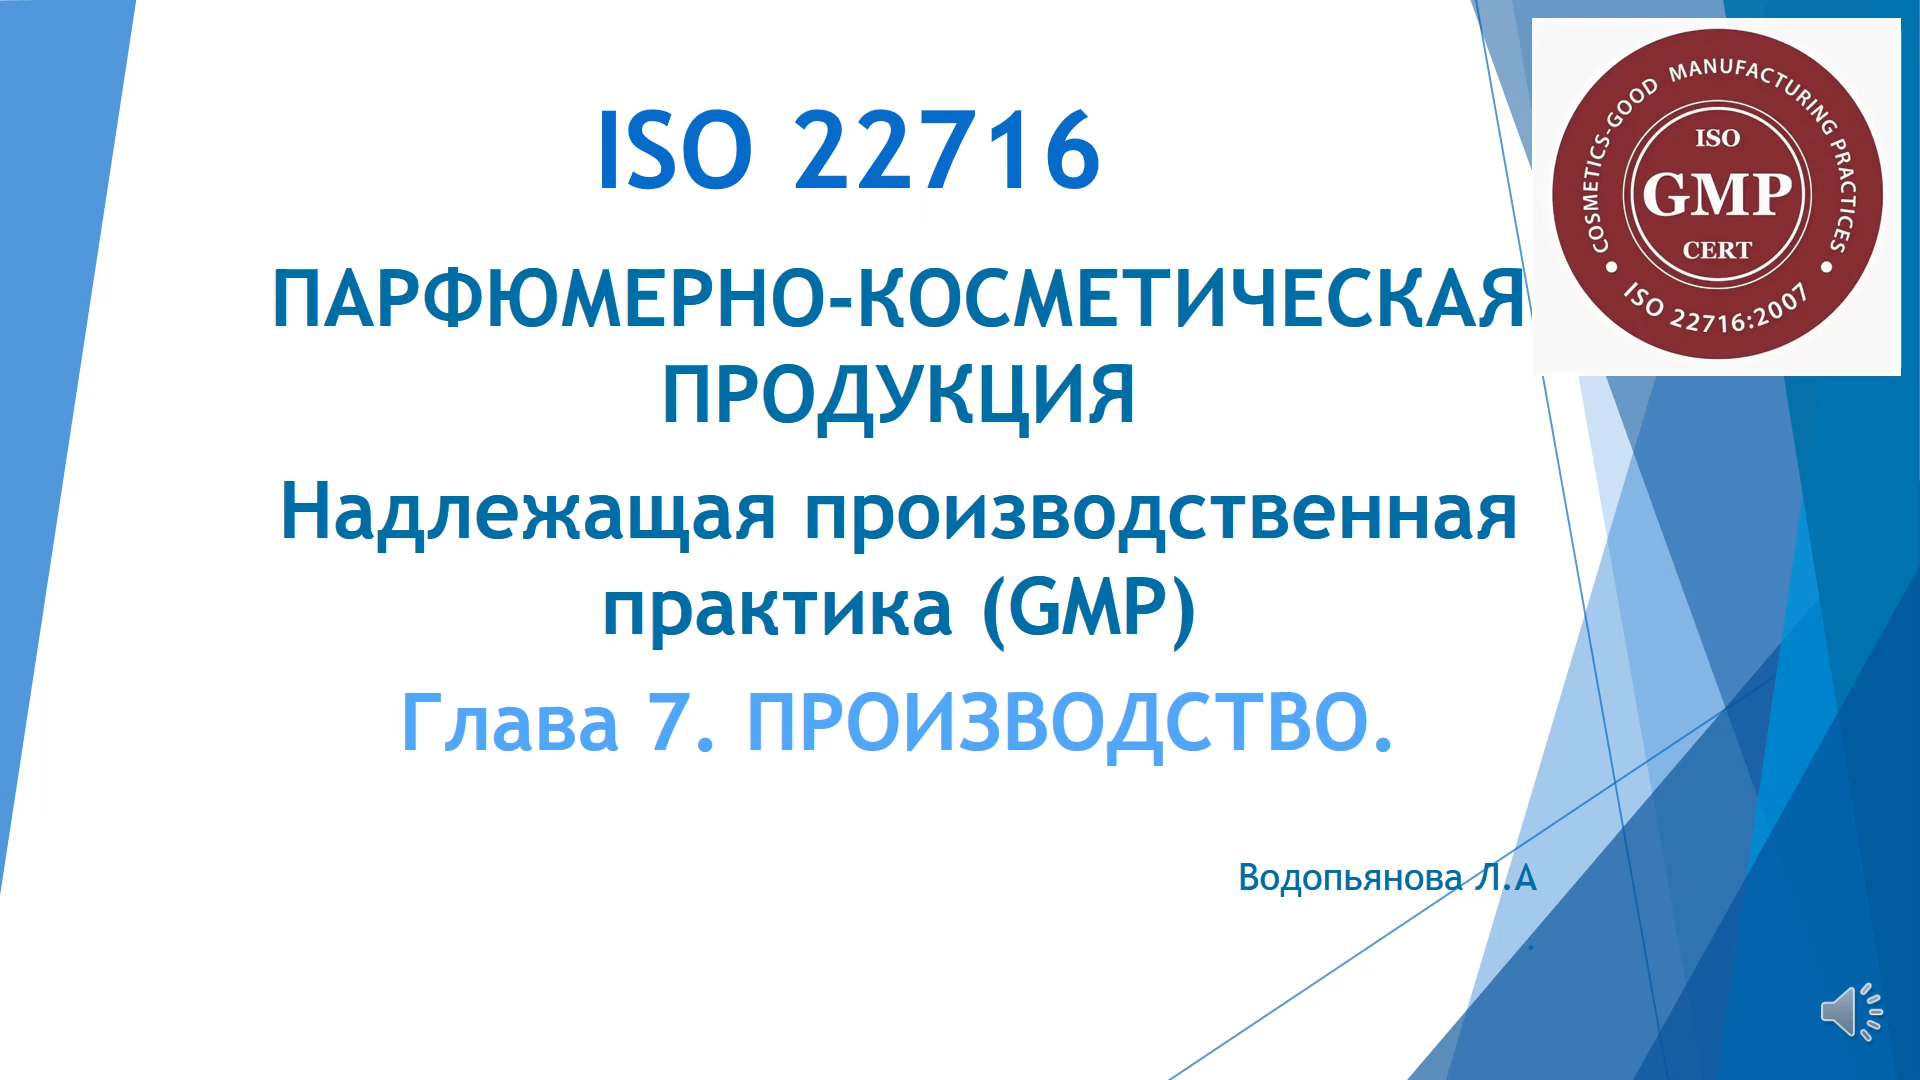 ISO 22716
ПАРФЮМЕРНО-КОСМЕТИЧЕСКАЯ
ПРОДУКЦИЯ
Надлежащая производственная
практика (GMP)
Глава 7. ПРОИЗВОДСТВО.
Водопьянова Л.А
.
COSMETICS-GOOD MANUFACTURING PRACTICES
ISO
GMP
CERT
ISO 22716:2007